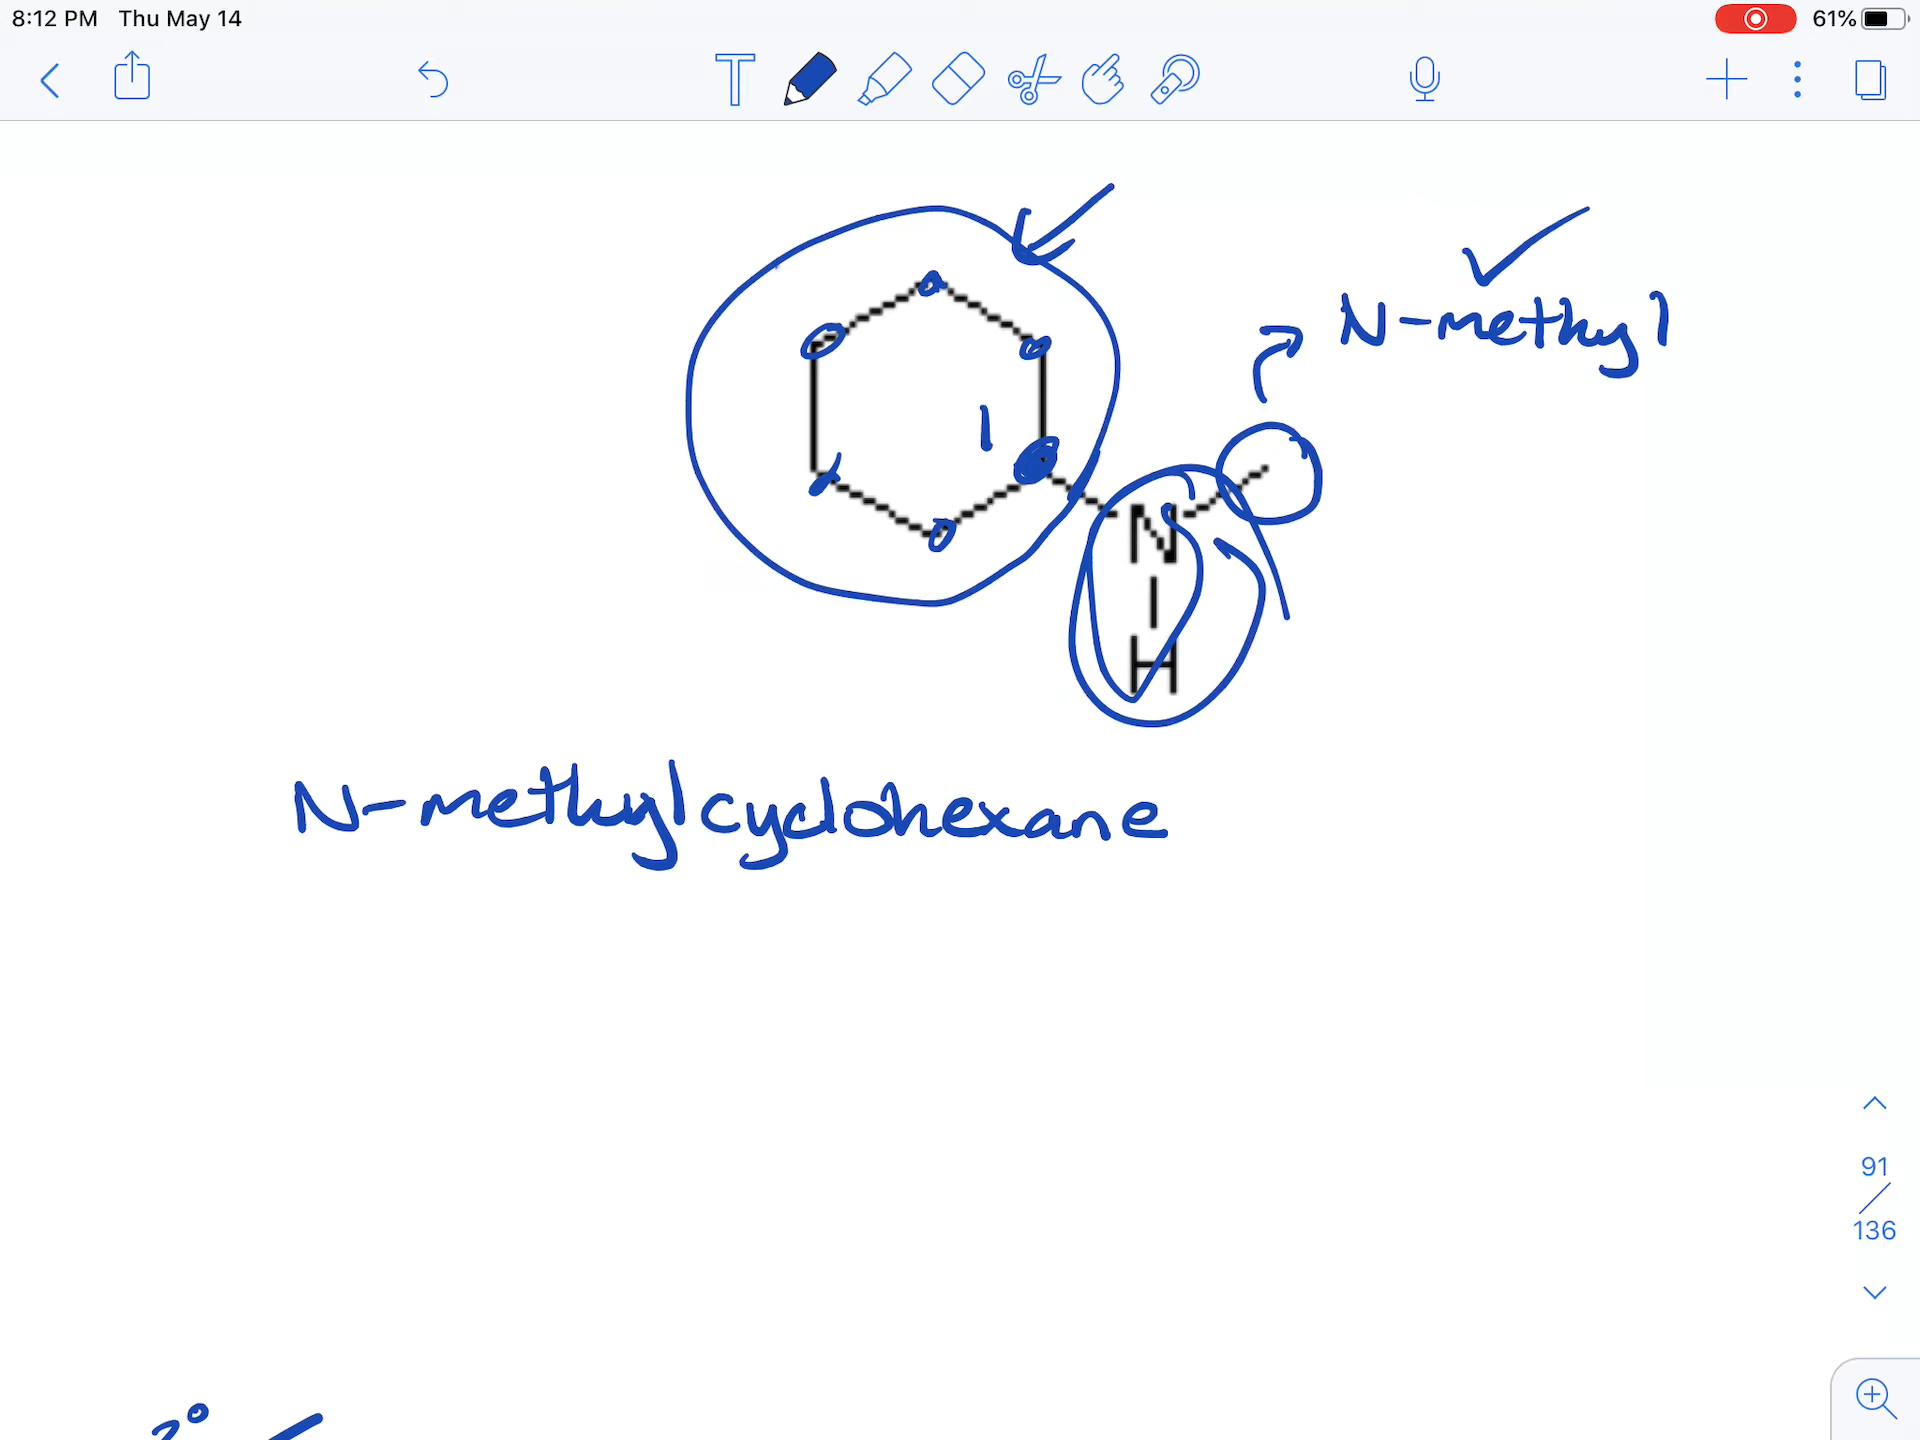 8:12 PM Thu May 14
61%
T
N-methyl
1
N
H
N-methylcyclohexane
91
136